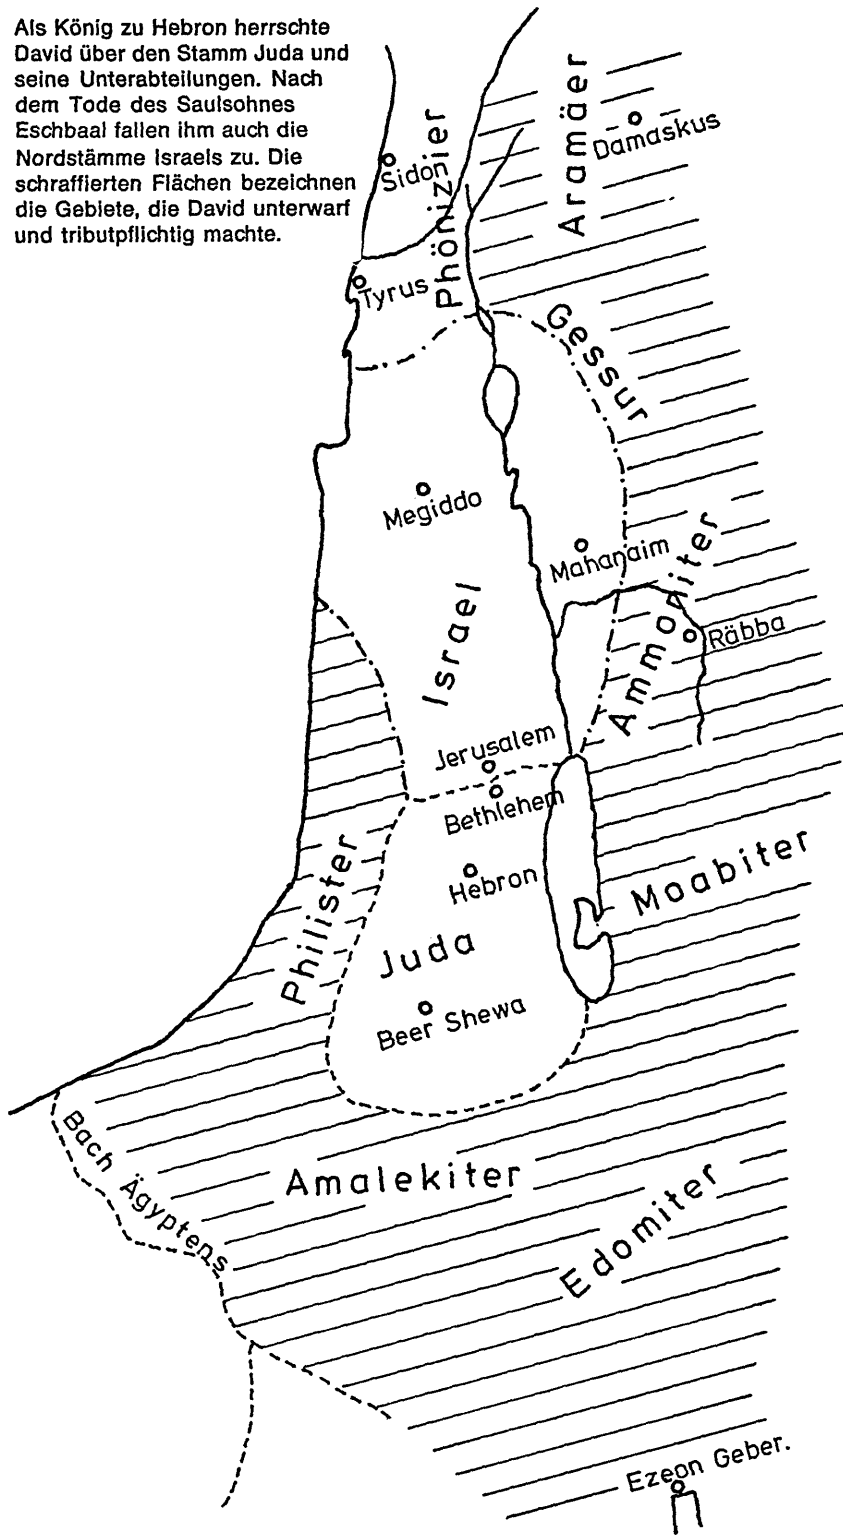 Als König zu Hebron herrschte
David über den Stamm Juda und
seine Unterabteilungen. Nach
dem Tode des Saulsohnes
Eschbaal fallen ihm auch die
Nordstämme Israels zu. Die
schraffierten Flächen bezeichnen
die Gebiete, die David unterwarf
und tributpflichtig machte.
Aramäer
Damaskus
Phönizier
Sidon
Tyrus
Gessur
Megiddo
Mahanaim
Ammoniter
Räbba
Israel
Jerusalem
Bethlehem
Hebron
Moabiter
Philister
Juda
Beer Shewa
Bach Ägyptens
Amalekiter
Edomiter
Ezeon Geber.